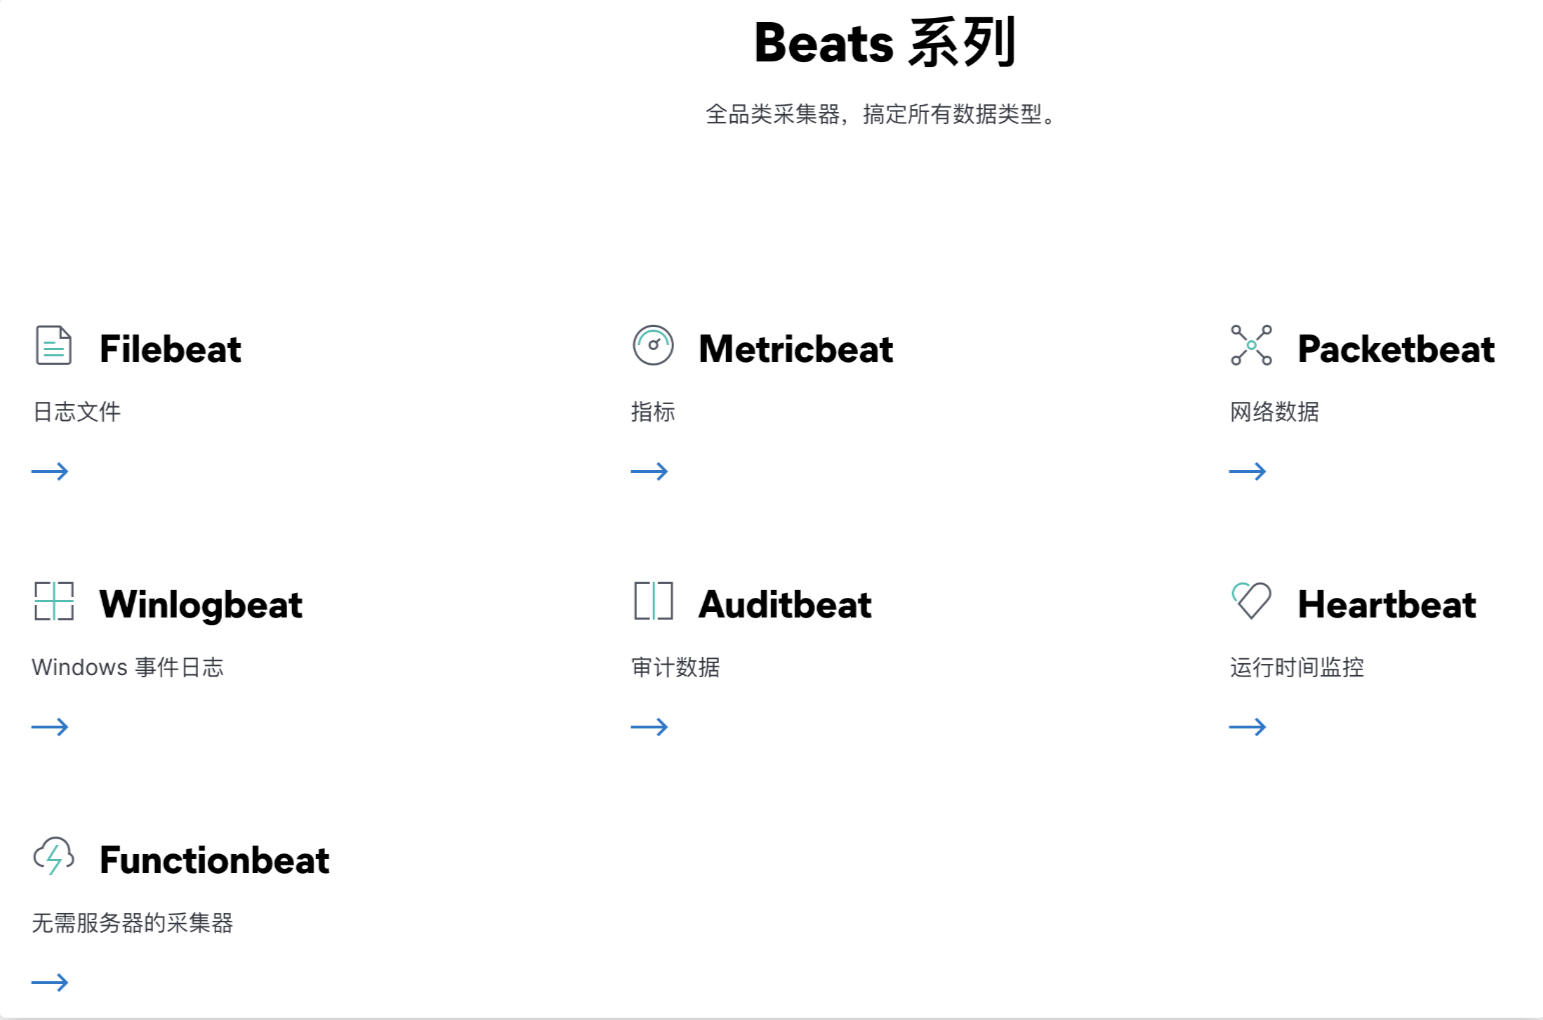 Beats 系列
全品类采集器，搞定所有数据类型。
Filebeat
日志文件
Metricbeat
指标
Packetbeat
网络数据
Winlogbeat
Windows 事件日志
Auditbeat
审计数据
Heartbeat
运行时间监控
Functionbeat
无需服务器的采集器